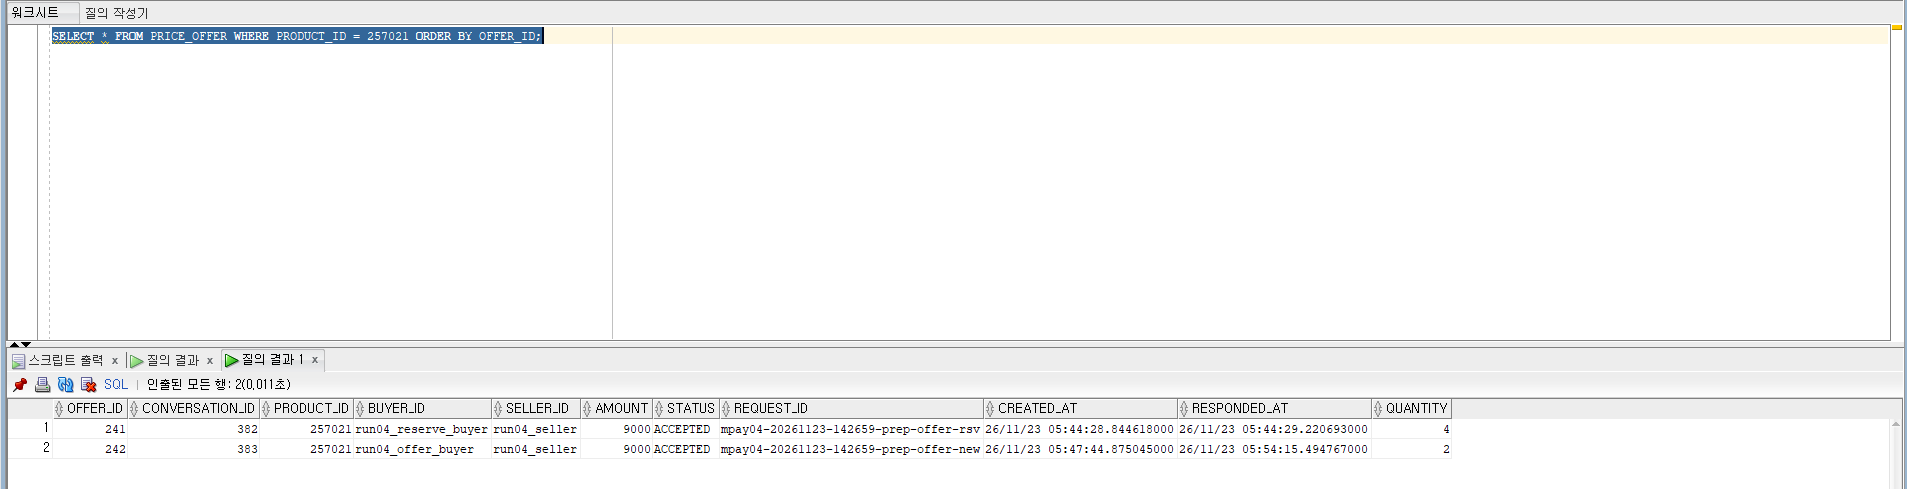 워크시트 질의 작성기
SELECT * FROM PRICE_OFFER WHERE PRODUCT_ID = 257021 ORDER BY OFFER_ID;
스크립트 출력 x 질의 결과 x 질의 결과 1 x
SQL 인출된 모든 행: 2(0,011초)
OFFER_ID CONVERSATION_ID PRODUCT_ID BUYER_ID SELLER_ID AMOUNT STATUS REQUEST_ID CREATED_AT RESPONDED_AT QUANTITY
1 241 382 257021 run04_reserve_buyer run04_seller 9000 ACCEPTED mpay04-20261123-142659-prep-offer-rsv 26/11/23 05:44:28.844618000 26/11/23 05:44:29.220693000 4
2 242 383 257021 run04_offer_buyer run04_seller 9000 ACCEPTED mpay04-20261123-142659-prep-offer-new 26/11/23 05:47:44.875045000 26/11/23 05:54:15.494767000 2